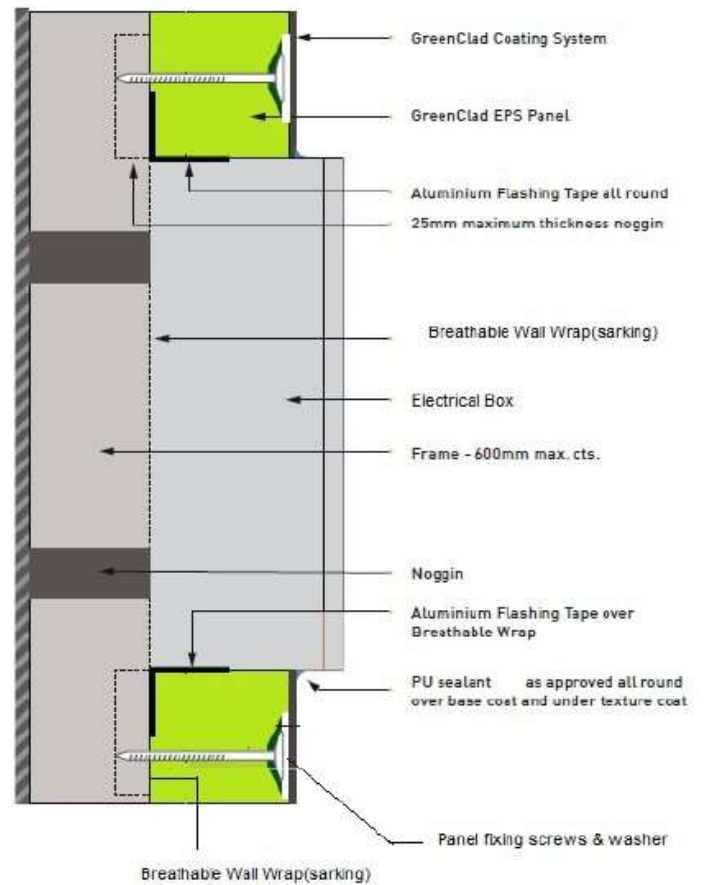 GreenClad Coating System
GreenClad EPS Panel
Aluminium Flashing Tape all round
25mm maximum thickness noggin
Breathable Wall Wrap(sarking)
Electrical Box
Frame - 600mm max. cts.
Noggin
Aluminium Flashing Tape over
Breathable Wrap
PU sealant as approved all round
over base coat and under texture coat
Panel fixing screws & washer
Breathable Wall Wrap(sarking)